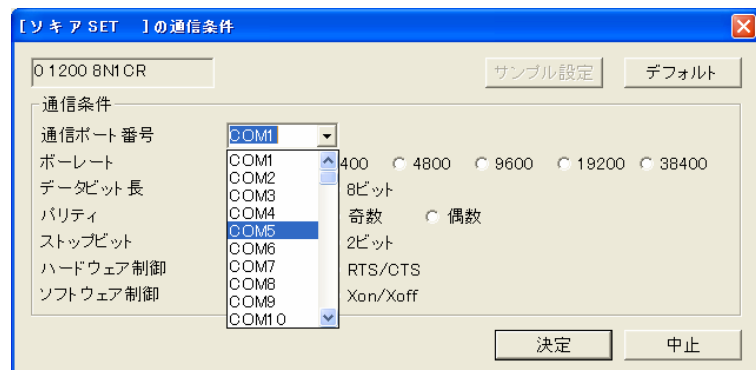 [ソキア SET ]の通信条件
0 1200 8N1CR
サンプル設定
デフォルト
通信条件
通信ポート番号 COM1
ボーレート 400 4800 9600 19200 38400
データビット長 8ビット
パリティ 奇数 偶数
ストップビット 2ビット
ハードウェア制御 RTS/CTS
ソフトウェア制御 Xon/Xoff
COM1
COM2
COM3
COM4
COM5
COM6
COM7
COM8
COM9
COM10
決定
中止